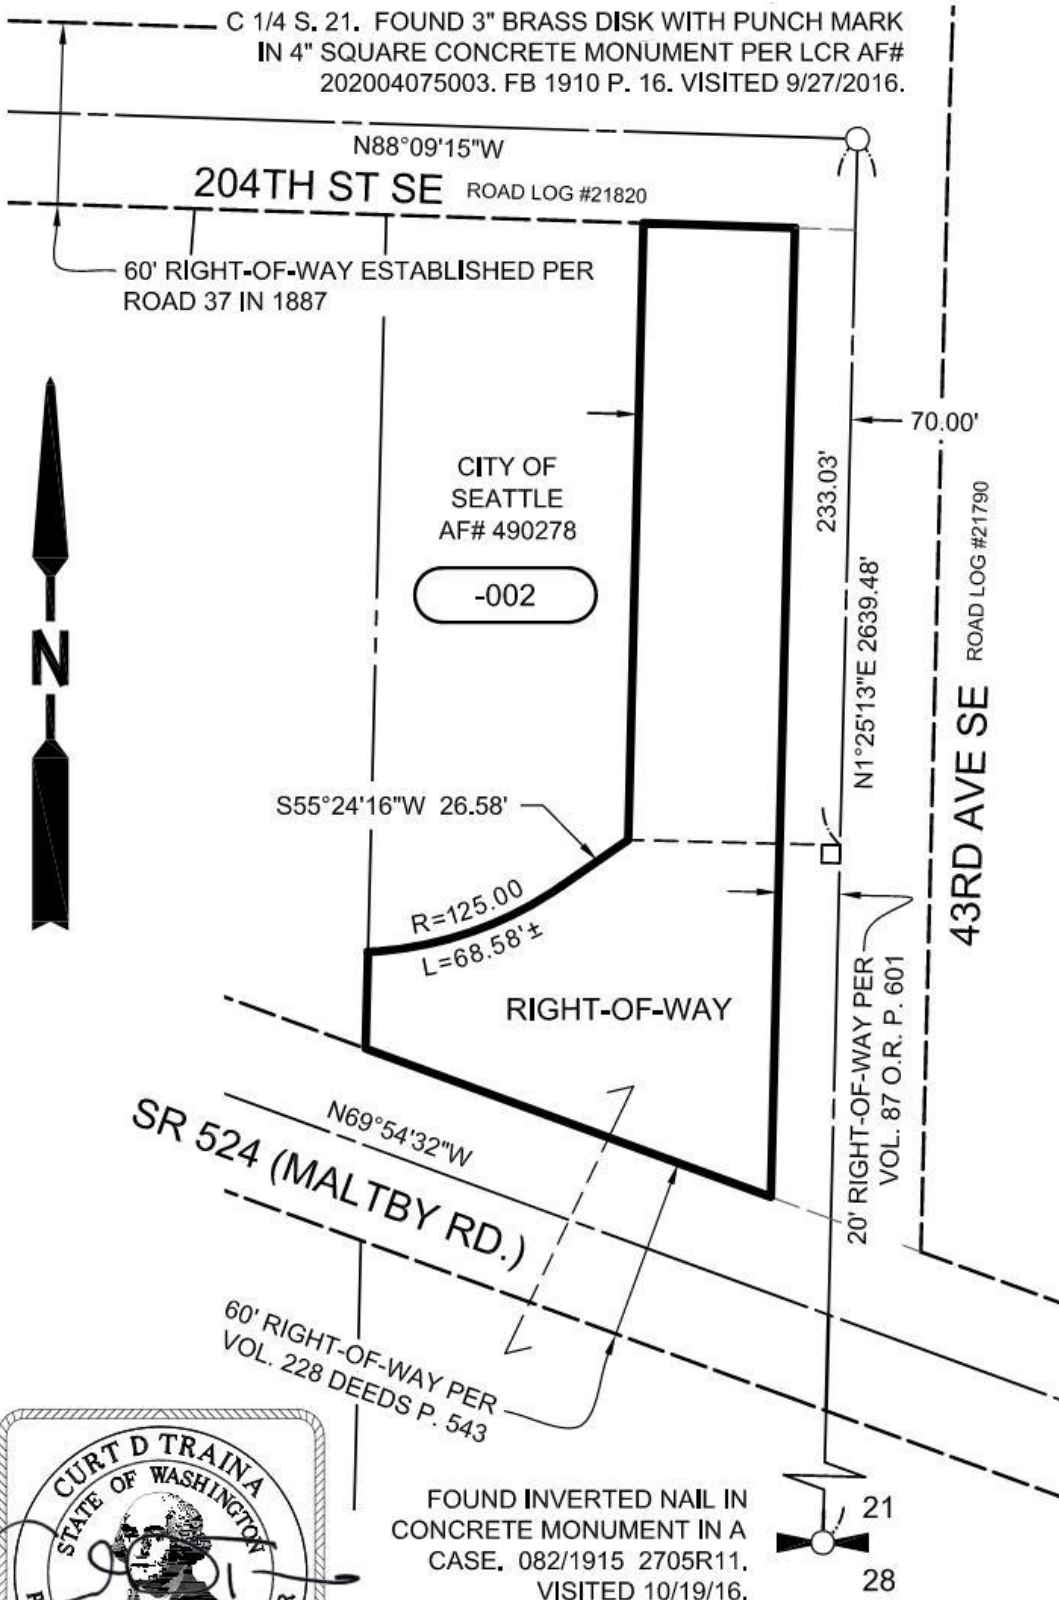 C 1/4 S. 21. FOUND 3" BRASS DISK WITH PUNCH MARK
IN 4" SQUARE CONCRETE MONUMENT PER LCR AF#
202004075003. FB 1910 P. 16. VISITED 9/27/2016.
N88°09'15"W
204TH ST SE ROAD LOG #21820
60' RIGHT-OF-WAY ESTABLISHED PER
ROAD 37 IN 1887
70.00'
CITY OF
SEATTLE
AF# 490278
-002
233.03'
N1°25'13"E 2639.48'
43RD AVE SE ROAD LOG #21790
N
S55°24'16"W 26.58'
R=125.00
L=68.58'±
RIGHT-OF-WAY
20' RIGHT-OF-WAY PER
VOL. 87 O.R. P. 601
N69°54'32"W
SR 524 (MALTBY RD.)
60' RIGHT-OF-WAY PER
VOL. 228 DEEDS P. 543
CURT D TRAINA
STATE OF WASHINGTON
FOUND INVERTED NAIL IN
CONCRETE MONUMENT IN A
CASE. 082/1915 2705R11.
VISITED 10/19/16.
21
28